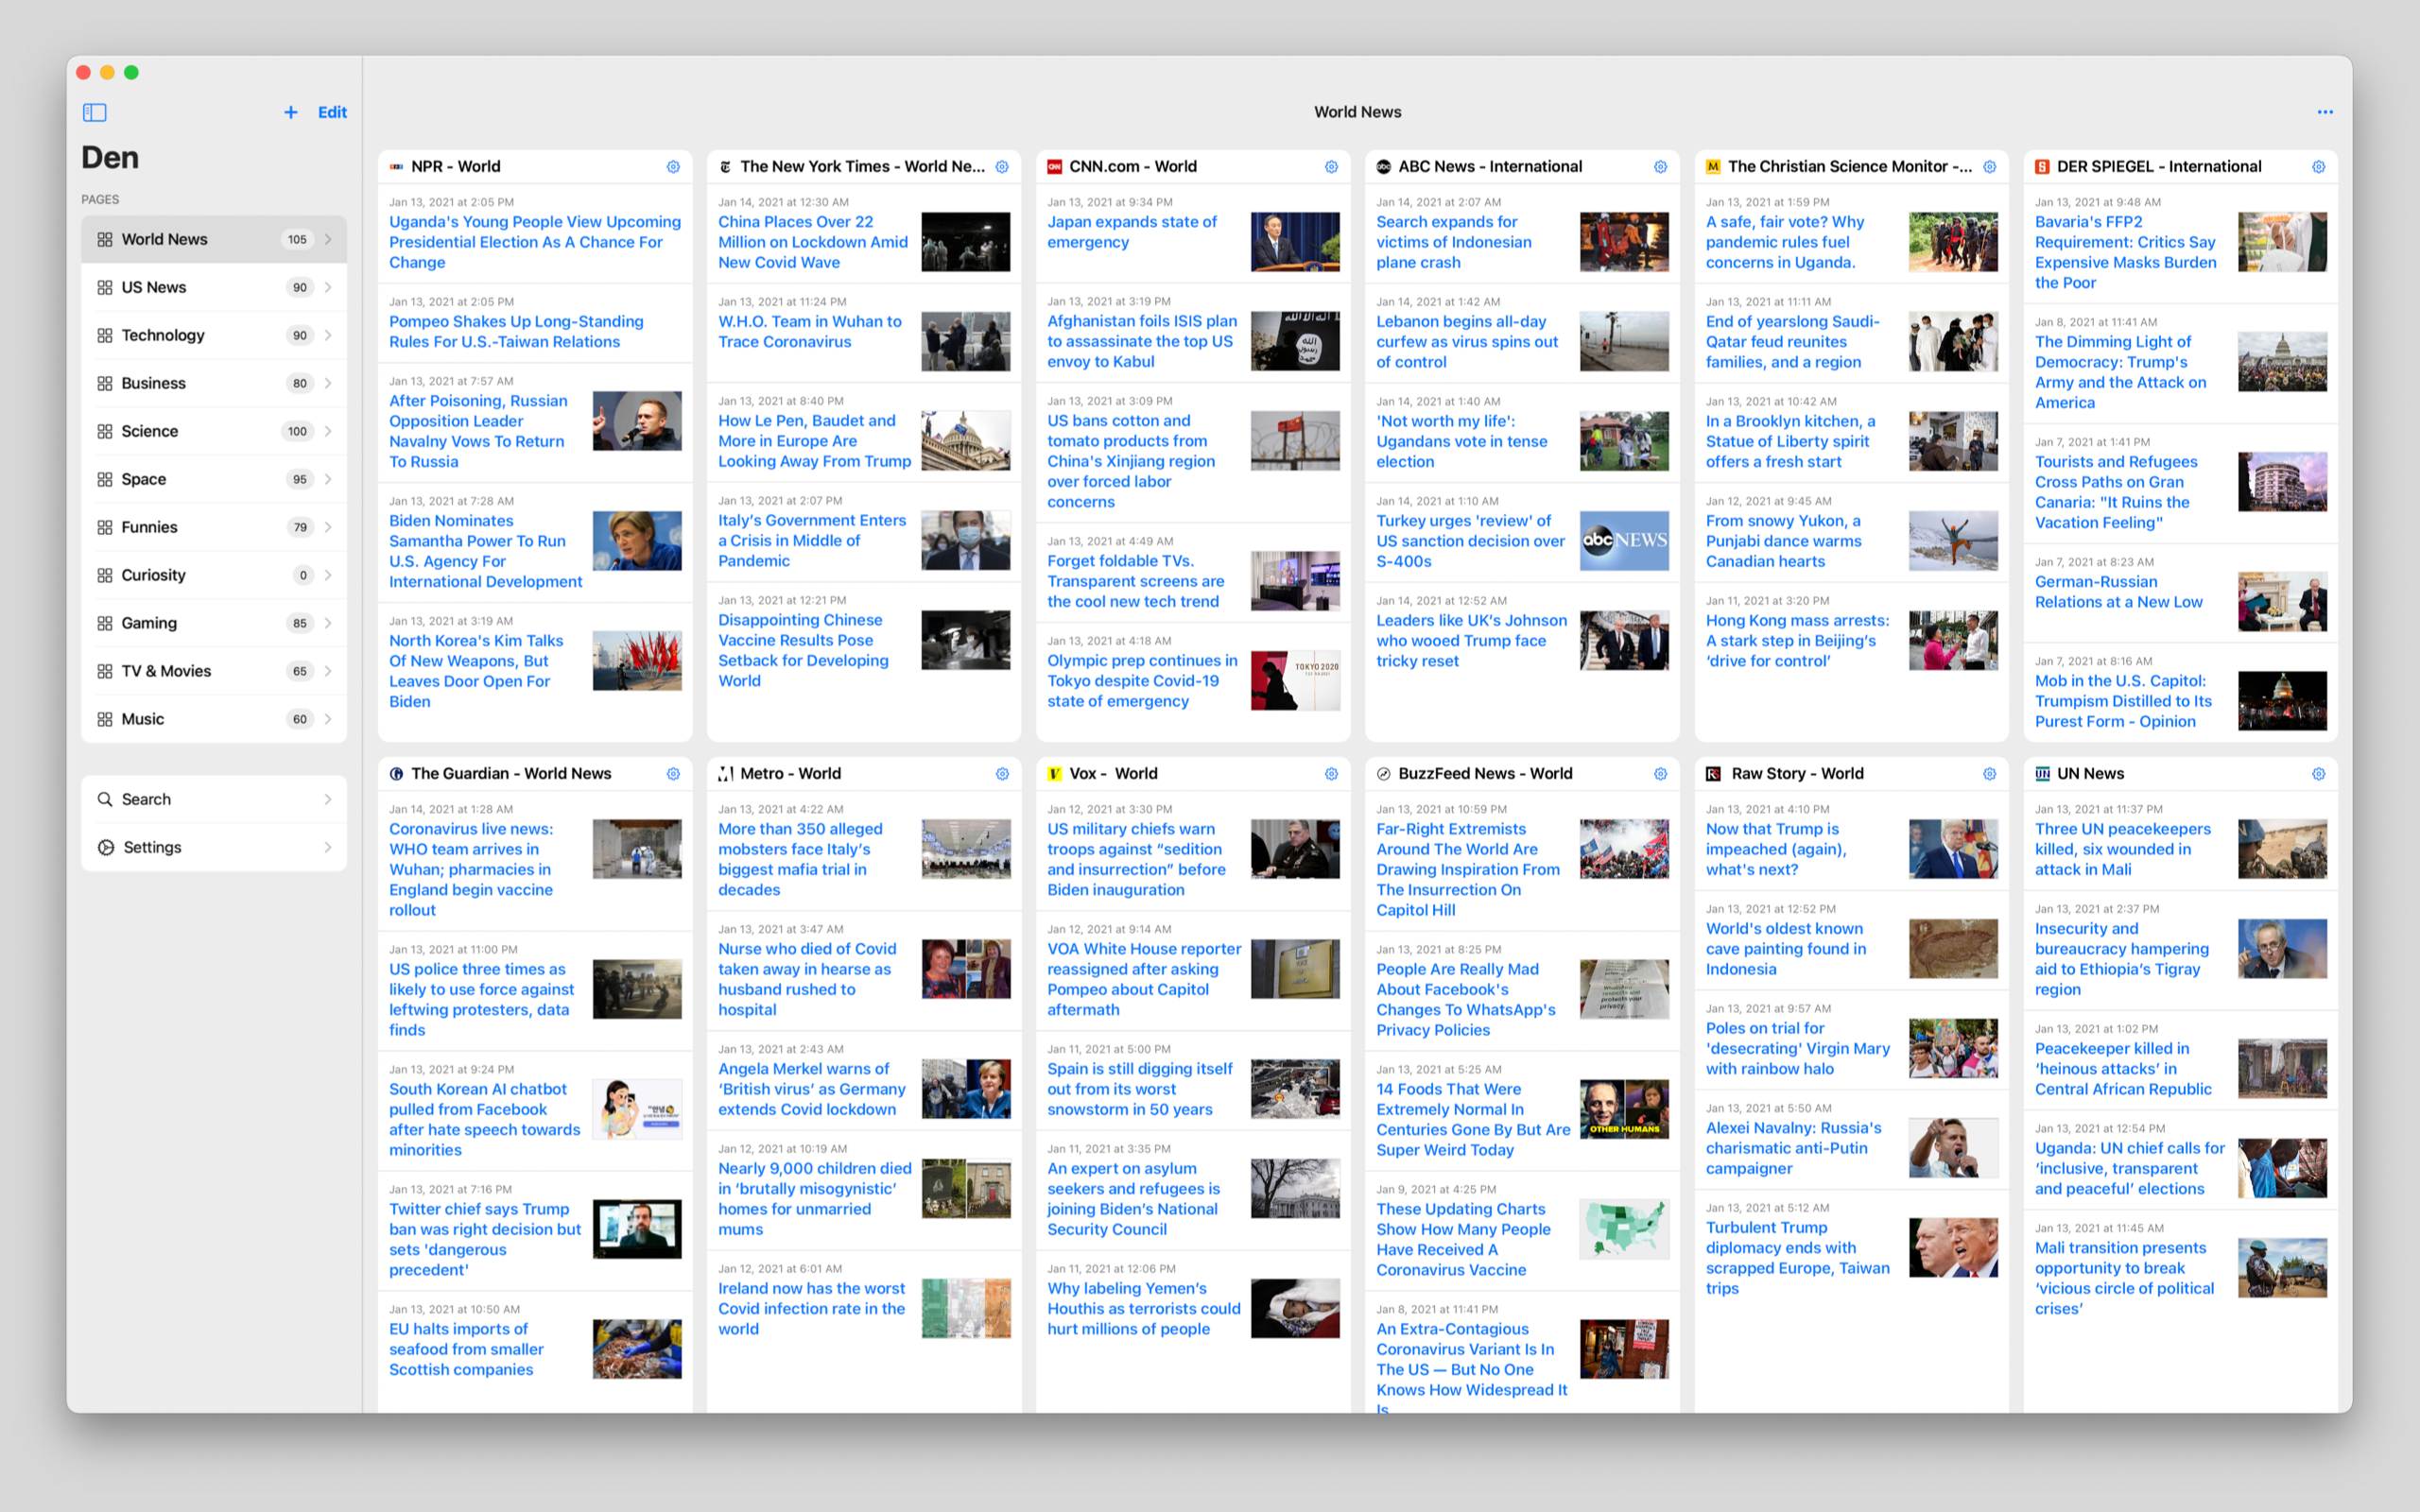 + Edit
World News
•••
Den
PAGES
World News 105
US News 90
Technology 90
Business 80
Science 100
Space 95
Funnies 79
Curiosity 0
Gaming 85
TV & Movies 65
Music 60
Search
Settings
NPR - World
Jan 13, 2021 at 2:05 PM
Uganda's Young People View Upcoming
Presidential Election As A Chance For
Change
Jan 13, 2021 at 2:05 PM
Pompeo Shakes Up Long-Standing
Rules For U.S.-Taiwan Relations
Jan 13, 2021 at 7:57 AM
After Poisoning, Russian
Opposition Leader
Navalny Vows To Return
To Russia
Jan 13, 2021 at 7:28 AM
Biden Nominates
Samantha Power To Run
U.S. Agency For
International Development
Jan 13, 2021 at 3:19 AM
North Korea's Kim Talks
Of New Weapons, But
Leaves Door Open For
Biden
The New York Times - World Ne...
Jan 14, 2021 at 12:30 AM
China Places Over 22
Million on Lockdown Amid
New Covid Wave
Jan 13, 2021 at 11:24 PM
W.H.O. Team in Wuhan to
Trace Coronavirus
Jan 13, 2021 at 8:40 PM
How Le Pen, Baudet and
More in Europe Are
Looking Away From Trump
Jan 13, 2021 at 2:07 PM
Italy’s Government Enters
a Crisis in Middle of
Pandemic
Jan 13, 2021 at 12:21 PM
Disappointing Chinese
Vaccine Results Pose
Setback for Developing
World
CNN
CNN.com - World
Jan 13, 2021 at 9:34 PM
Japan expands state of
emergency
Jan 13, 2021 at 3:19 PM
Afghanistan foils ISIS plan
to assassinate the top US
envoy to Kabul
Jan 13, 2021 at 3:09 PM
US bans cotton and
tomato products from
China's Xinjiang region
over forced labor
concerns
Jan 13, 2021 at 4:49 AM
Forget foldable TVs.
Transparent screens are
the cool new tech trend
Jan 13, 2021 at 4:18 AM
Olympic prep continues in
Tokyo despite Covid-19
state of emergency
TOKYO 2020
abc
ABC News - International
Jan 14, 2021 at 2:07 AM
Search expands for
victims of Indonesian
plane crash
Jan 14, 2021 at 1:42 AM
Lebanon begins all-day
curfew as virus spins out
of control
Jan 14, 2021 at 1:40 AM
'Not worth my life':
Ugandans vote in tense
election
Jan 14, 2021 at 1:10 AM
Turkey urges 'review' of
US sanction decision over
S-400s
abc NEWS
Jan 14, 2021 at 12:52 AM
Leaders like UK’s Johnson
who wooed Trump face
tricky reset
M
The Christian Science Monitor -...
Jan 13, 2021 at 1:59 PM
A safe, fair vote? Why
pandemic rules fuel
concerns in Uganda.
Jan 13, 2021 at 11:11 AM
End of yearslong Saudi-
Qatar feud reunites
families, and a region
Jan 13, 2021 at 10:42 AM
In a Brooklyn kitchen, a
Statue of Liberty spirit
offers a fresh start
Jan 12, 2021 at 9:45 AM
From snowy Yukon, a
Punjabi dance warms
Canadian hearts
Jan 11, 2021 at 3:20 PM
Hong Kong mass arrests:
A stark step in Beijing’s
‘drive for control’
S
DER SPIEGEL - International
Jan 13, 2021 at 9:48 AM
Bavaria's FFP2
Requirement: Critics Say
Expensive Masks Burden
the Poor
Jan 8, 2021 at 11:41 AM
The Dimming Light of
Democracy: Trump's
Army and the Attack on
America
Jan 7, 2021 at 1:41 PM
Tourists and Refugees
Cross Paths on Gran
Canaria: "It Ruins the
Vacation Feeling"
Jan 7, 2021 at 8:23 AM
German-Russian
Relations at a New Low
Jan 7, 2021 at 8:16 AM
Mob in the U.S. Capitol:
Trumpism Distilled to Its
Purest Form - Opinion
The Guardian - World News
Jan 14, 2021 at 1:28 AM
Coronavirus live news:
WHO team arrives in
Wuhan; pharmacies in
England begin vaccine
rollout
Jan 13, 2021 at 11:00 PM
US police three times as
likely to use force against
leftwing protesters, data
finds
Jan 13, 2021 at 9:24 PM
South Korean AI chatbot
pulled from Facebook
after hate speech towards
minorities
Jan 13, 2021 at 7:16 PM
Twitter chief says Trump
ban was right decision but
sets 'dangerous
precedent'
Jan 13, 2021 at 10:50 AM
EU halts imports of
seafood from smaller
Scottish companies
Metro - World
Jan 13, 2021 at 4:22 AM
More than 350 alleged
mobsters face Italy’s
biggest mafia trial in
decades
Jan 13, 2021 at 3:47 AM
Nurse who died of Covid
taken away in hearse as
husband rushed to
hospital
Jan 13, 2021 at 2:43 AM
Angela Merkel warns of
‘British virus’ as Germany
extends Covid lockdown
Jan 12, 2021 at 10:19 AM
Nearly 9,000 children died
in ‘brutally misogynistic’
homes for unmarried
mums
Jan 12, 2021 at 6:01 AM
Ireland now has the worst
Covid infection rate in the
world
V
Vox - World
Jan 12, 2021 at 3:30 PM
US military chiefs warn
troops against “sedition
and insurrection” before
Biden inauguration
Jan 12, 2021 at 9:14 AM
VOA White House reporter
reassigned after asking
Pompeo about Capitol
aftermath
Jan 11, 2021 at 5:00 PM
Spain is still digging itself
out from its worst
snowstorm in 50 years
Jan 11, 2021 at 3:35 PM
An expert on asylum
seekers and refugees is
joining Biden’s National
Security Council
Jan 11, 2021 at 12:06 PM
Why labeling Yemen’s
Houthis as terrorists could
hurt millions of people
BuzzFeed News - World
Jan 13, 2021 at 10:59 PM
Far-Right Extremists
Around The World Are
Drawing Inspiration From
The Insurrection On
Capitol Hill
Jan 13, 2021 at 8:25 PM
People Are Really Mad
About Facebook's
Changes To WhatsApp's
Privacy Policies
protects your
privacy.
Jan 13, 2021 at 5:25 AM
14 Foods That Were
Extremely Normal In
Centuries Gone By But Are
Super Weird Today
OTHER HUMANS
Jan 9, 2021 at 4:25 PM
These Updating Charts
Show How Many People
Have Received A
Coronavirus Vaccine
Jan 8, 2021 at 11:41 PM
An Extra-Contagious
Coronavirus Variant Is In
The US — But No One
Knows How Widespread It
Is
RS
Raw Story - World
Jan 13, 2021 at 4:10 PM
Now that Trump is
impeached (again),
what's next?
Jan 13, 2021 at 12:52 PM
World's oldest known
cave painting found in
Indonesia
Jan 13, 2021 at 9:57 AM
Poles on trial for
'desecrating' Virgin Mary
with rainbow halo
Jan 13, 2021 at 5:50 AM
Alexei Navalny: Russia's
charismatic anti-Putin
campaigner
Jan 13, 2021 at 5:12 AM
Turbulent Trump
diplomacy ends with
scrapped Europe, Taiwan
trips
UN
UN News
Jan 13, 2021 at 11:37 PM
Three UN peacekeepers
killed, six wounded in
attack in Mali
Jan 13, 2021 at 2:37 PM
Insecurity and
bureaucracy hampering
aid to Ethiopia’s Tigray
region
Jan 13, 2021 at 1:02 PM
Peacekeeper killed in
‘heinous attacks’ in
Central African Republic
Jan 13, 2021 at 12:54 PM
Uganda: UN chief calls for
‘inclusive, transparent
and peaceful’ elections
Jan 13, 2021 at 11:45 AM
Mali transition presents
opportunity to break
‘vicious circle of political
crises’